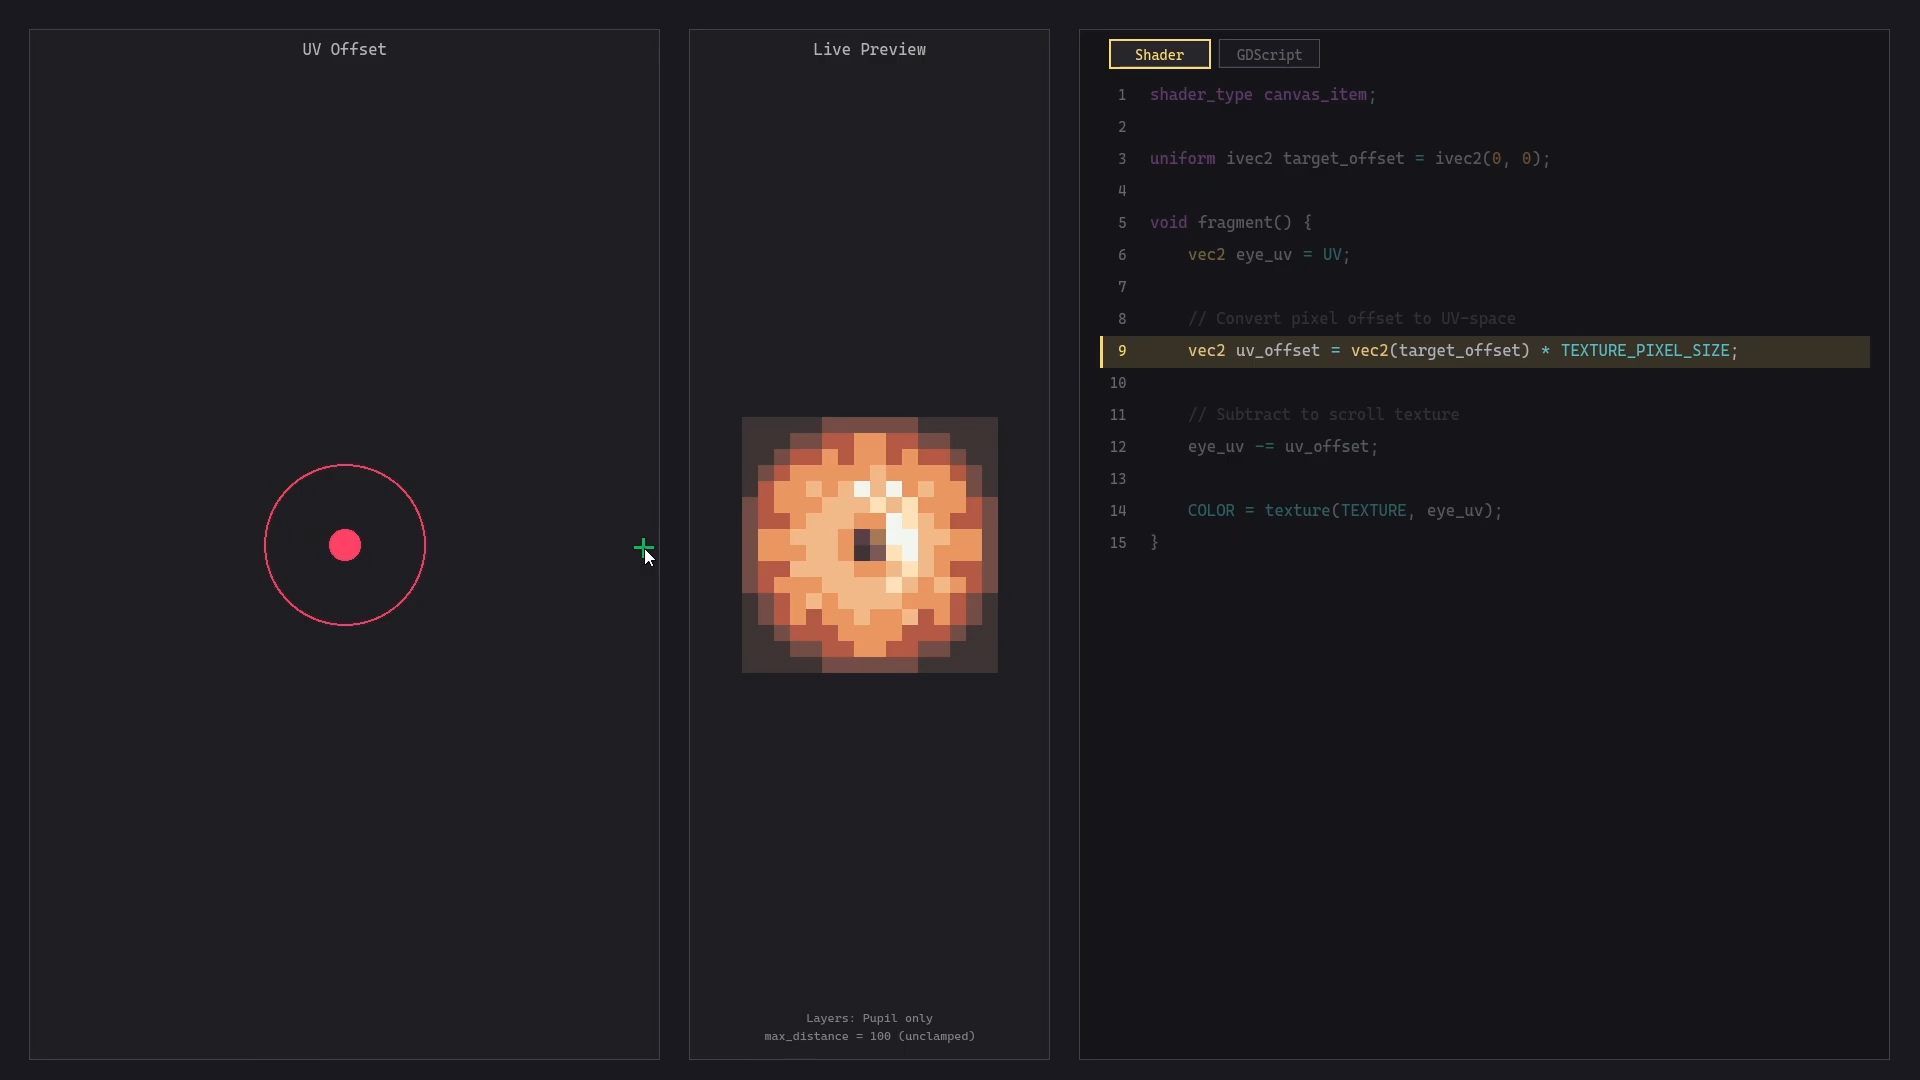 UV Offset
Live Preview
Layers: Pupil only
max_distance = 100 (unclamped)
Shader
GDScript
1 shader_type canvas_item;
2
3 uniform ivec2 target_offset = ivec2(0, 0);
4
5 void fragment() {
6     vec2 eye_uv = UV;
7
8     // Convert pixel offset to UV-space
9     vec2 uv_offset = vec2(target_offset) * TEXTURE_PIXEL_SIZE;
10
11     // Subtract to scroll texture
12     eye_uv -= uv_offset;
13
14     COLOR = texture(TEXTURE, eye_uv);
15 }